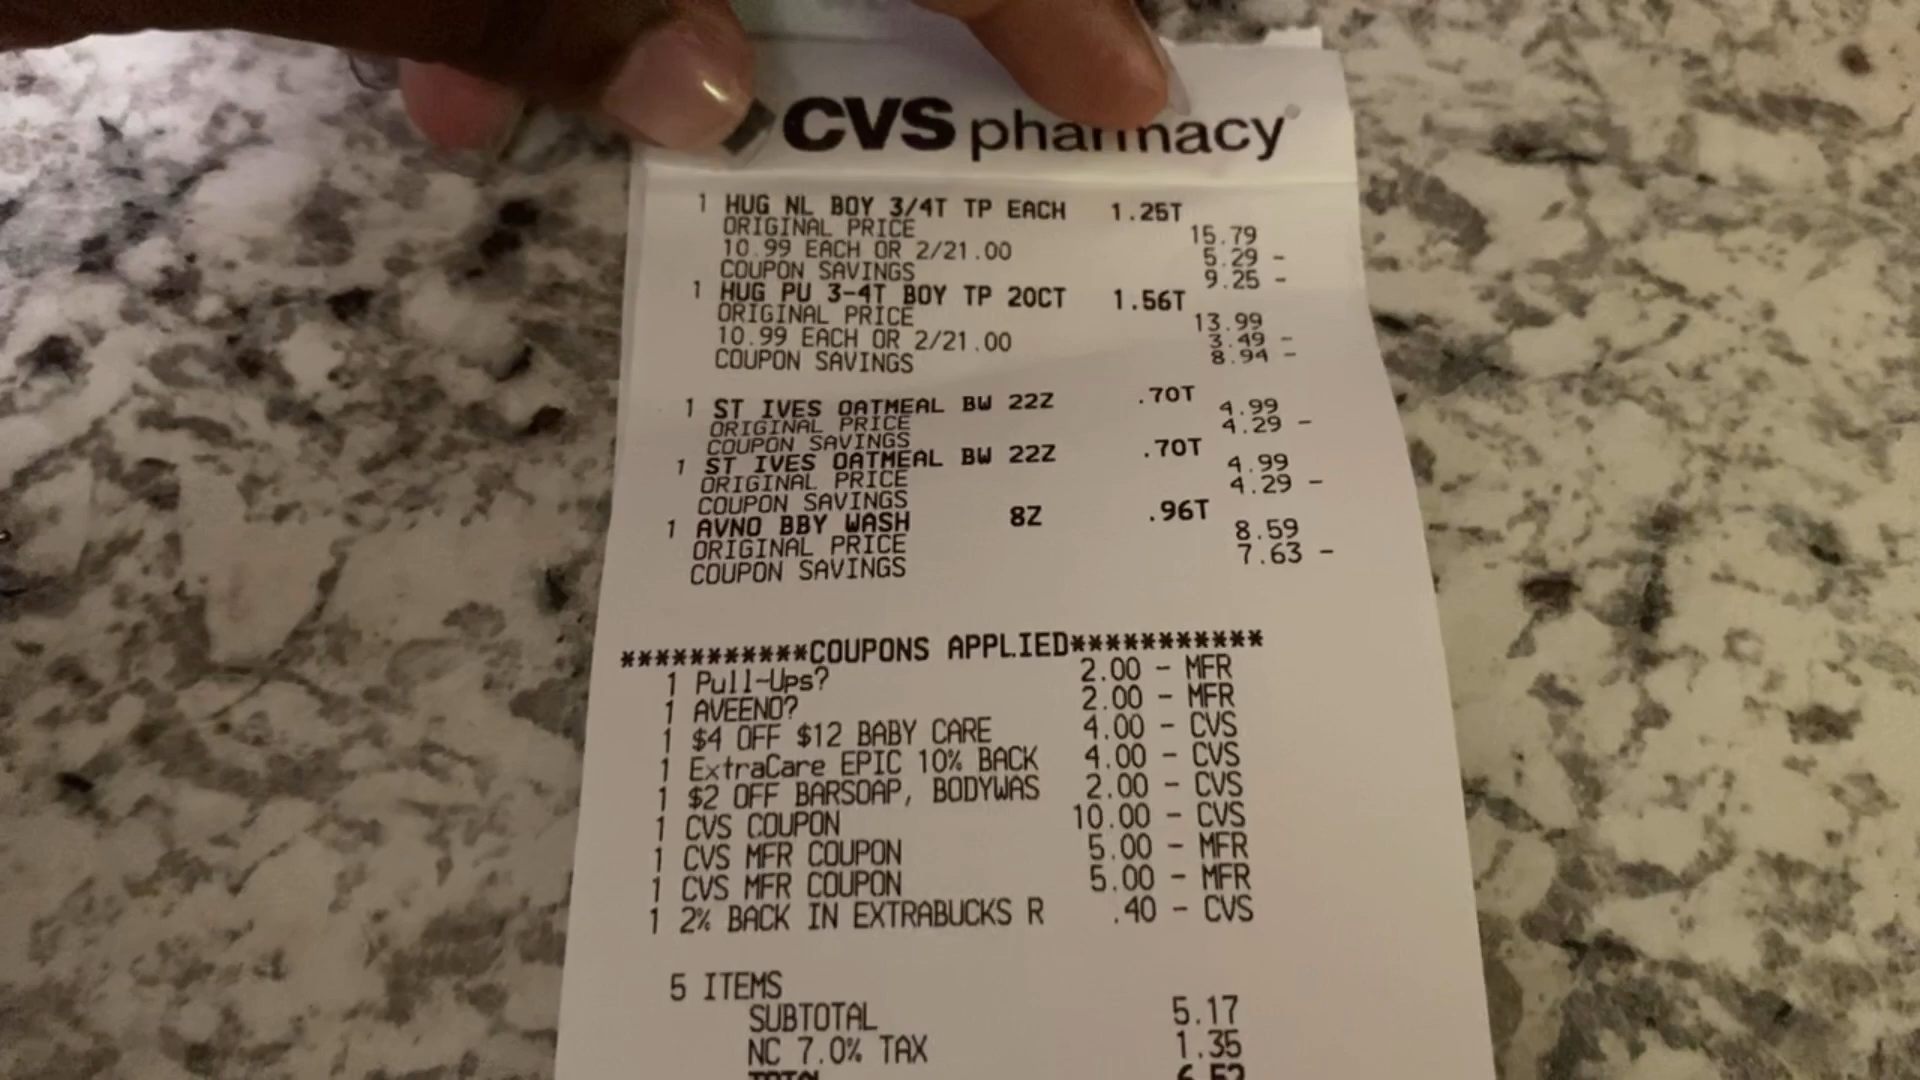 CVS pharmacy
1 HUG NL BOY 3/4T TP EACH 1.25T
ORIGINAL PRICE 15.79
10.99 EACH OR 2/21.00 5.29 -
COUPON SAVINGS 9.25 -
1 HUG PU 3-4T BOY TP 20CT 1.56T
ORIGINAL PRICE 13.99
10.99 EACH OR 2/21.00 3.49 -
COUPON SAVINGS 8.94 -
1 ST IVES OATMEAL BW 22Z .70T
ORIGINAL PRICE 4.99
COUPON SAVINGS 4.29 -
1 ST IVES OATMEAL BW 22Z .70T
ORIGINAL PRICE 4.99
COUPON SAVINGS 4.29 -
1 AVNO BBY WASH 8Z .96T
ORIGINAL PRICE 8.59
COUPON SAVINGS 7.63 -
***********COUPONS APPLIED***********
1 Pull-Ups? 2.00 - MFR
1 AVEENO? 2.00 - MFR
1 $4 OFF $12 BABY CARE 4.00 - CVS
1 ExtraCare EPIC 10% BACK 4.00 - CVS
1 $2 OFF BARSOAP, BODYWAS 2.00 - CVS
1 CVS COUPON 10.00 - CVS
1 CVS MFR COUPON 5.00 - MFR
1 CVS MFR COUPON 5.00 - MFR
1 2% BACK IN EXTRABUCKS R .40 - CVS
5 ITEMS
SUBTOTAL 5.17
NC 7.0% TAX 1.35
TOTAL 6.52